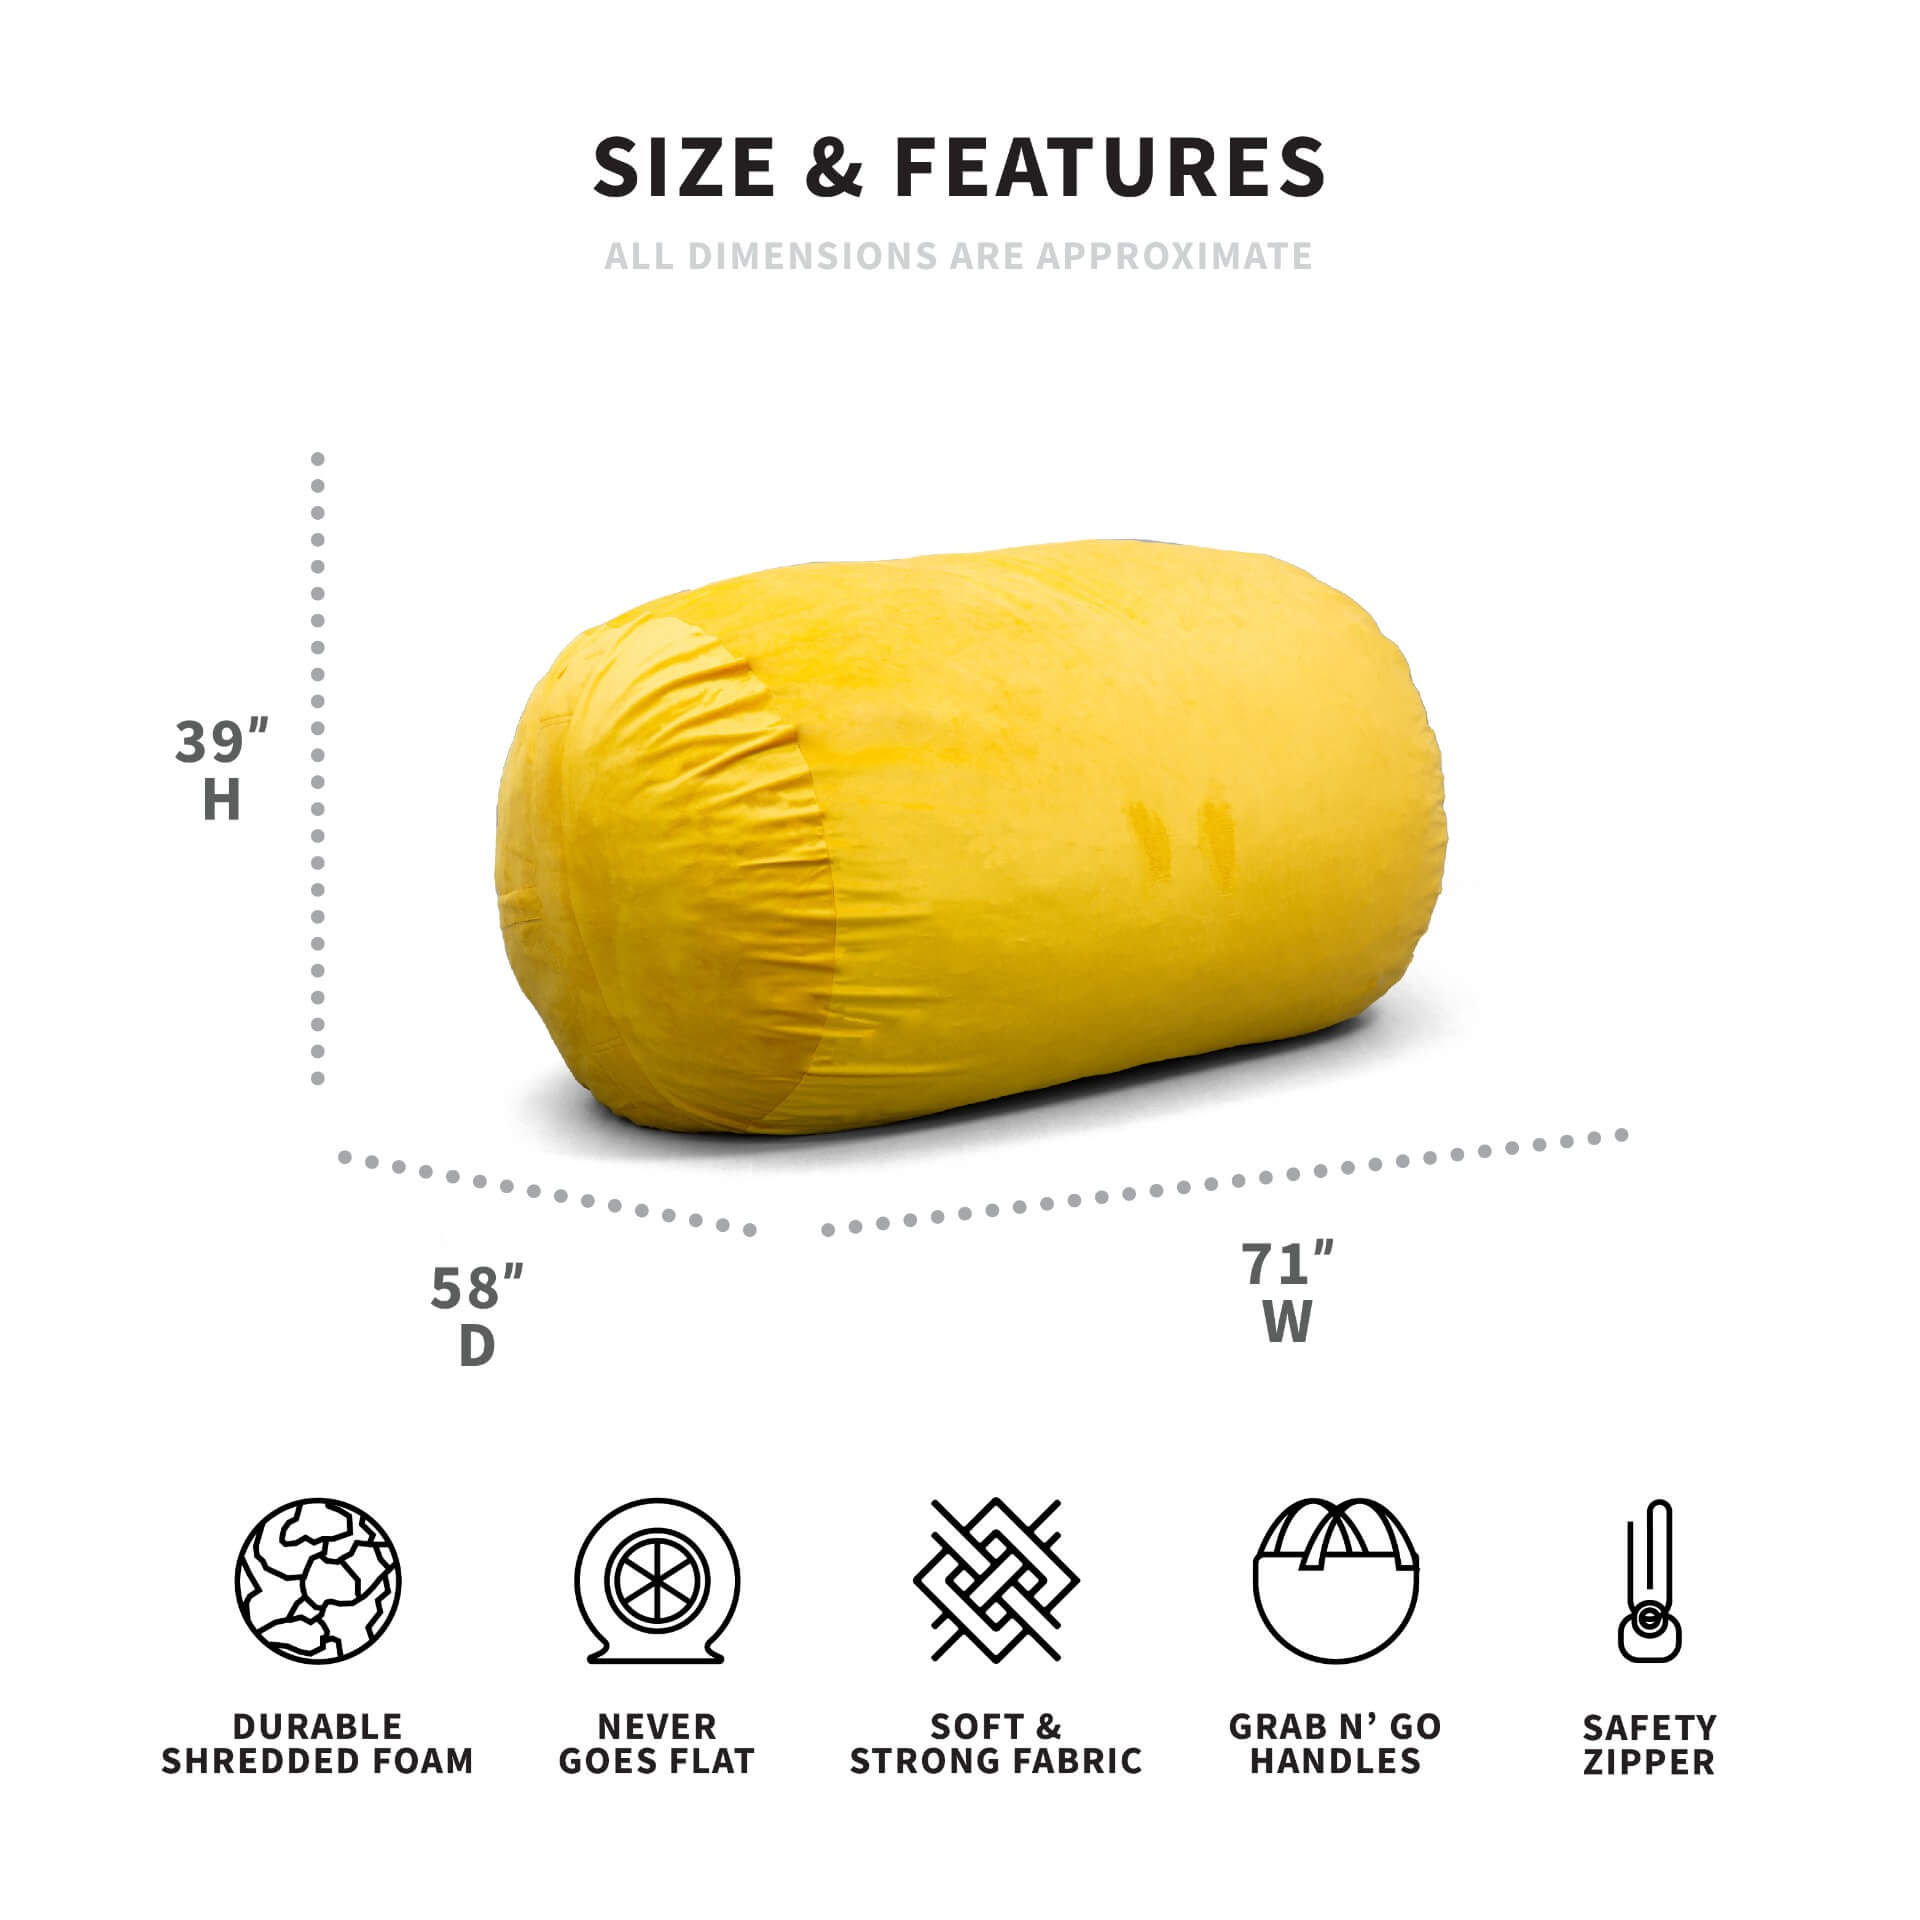 SIZE & FEATURES
ALL DIMENSIONS ARE APPROXIMATE
39"
H
58"
D
71"
W
DURABLE
SHREDDED FOAM
NEVER
GOES FLAT
SOFT &
STRONG FABRIC
GRAB N’ GO
HANDLES
SAFETY
ZIPPER